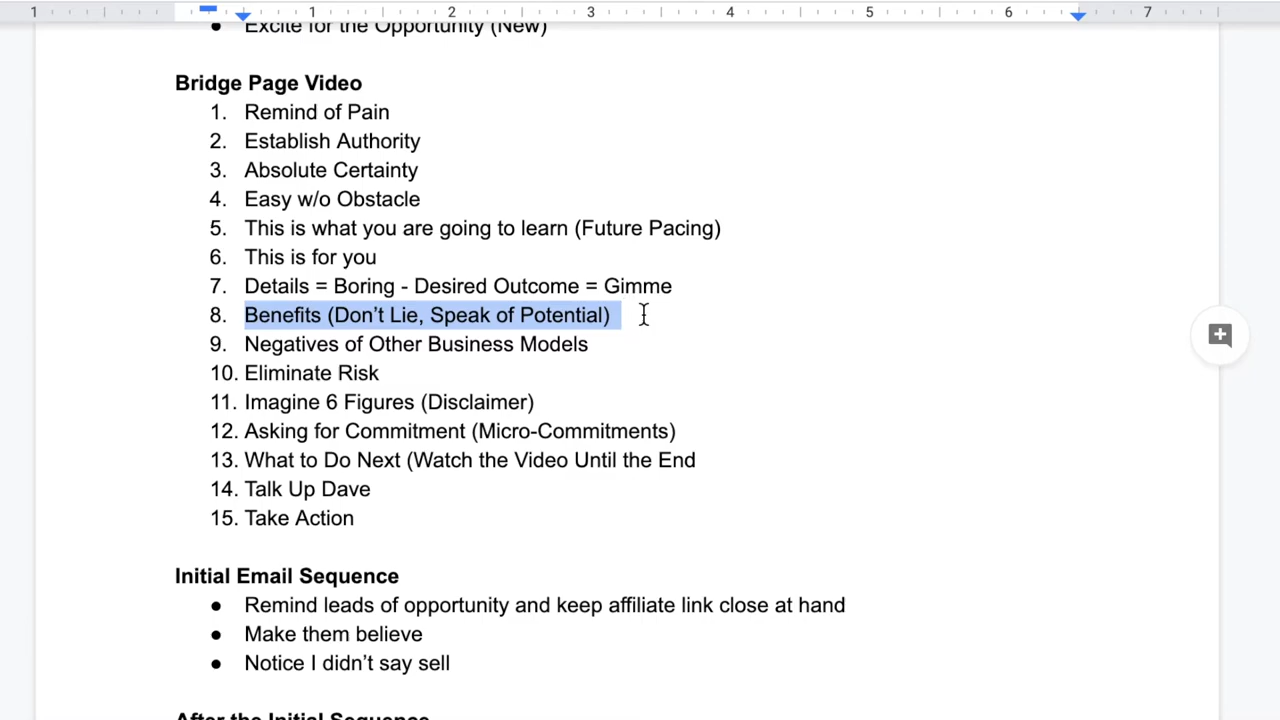 1 1 2 3 4 5 6 7
● Excite for the Opportunity (New)
Bridge Page Video
1. Remind of Pain
2. Establish Authority
3. Absolute Certainty
4. Easy w/o Obstacle
5. This is what you are going to learn (Future Pacing)
6. This is for you
7. Details = Boring - Desired Outcome = Gimme
8. Benefits (Don’t Lie, Speak of Potential)
9. Negatives of Other Business Models
10. Eliminate Risk
11. Imagine 6 Figures (Disclaimer)
12. Asking for Commitment (Micro-Commitments)
13. What to Do Next (Watch the Video Until the End
14. Talk Up Dave
15. Take Action
Initial Email Sequence
● Remind leads of opportunity and keep affiliate link close at hand
● Make them believe
● Notice I didn’t say sell
After the Initial Sequence